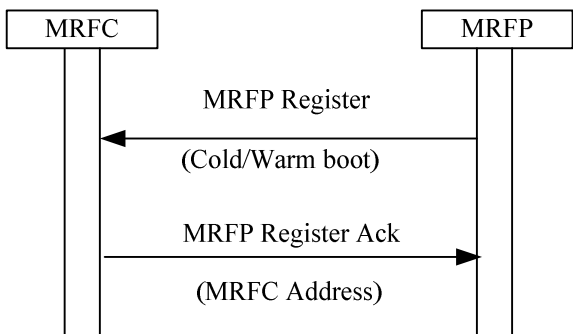 MRFC
MRFP
MRFP Register
(Cold/Warm boot)
MRFP Register Ack
(MRFC Address)